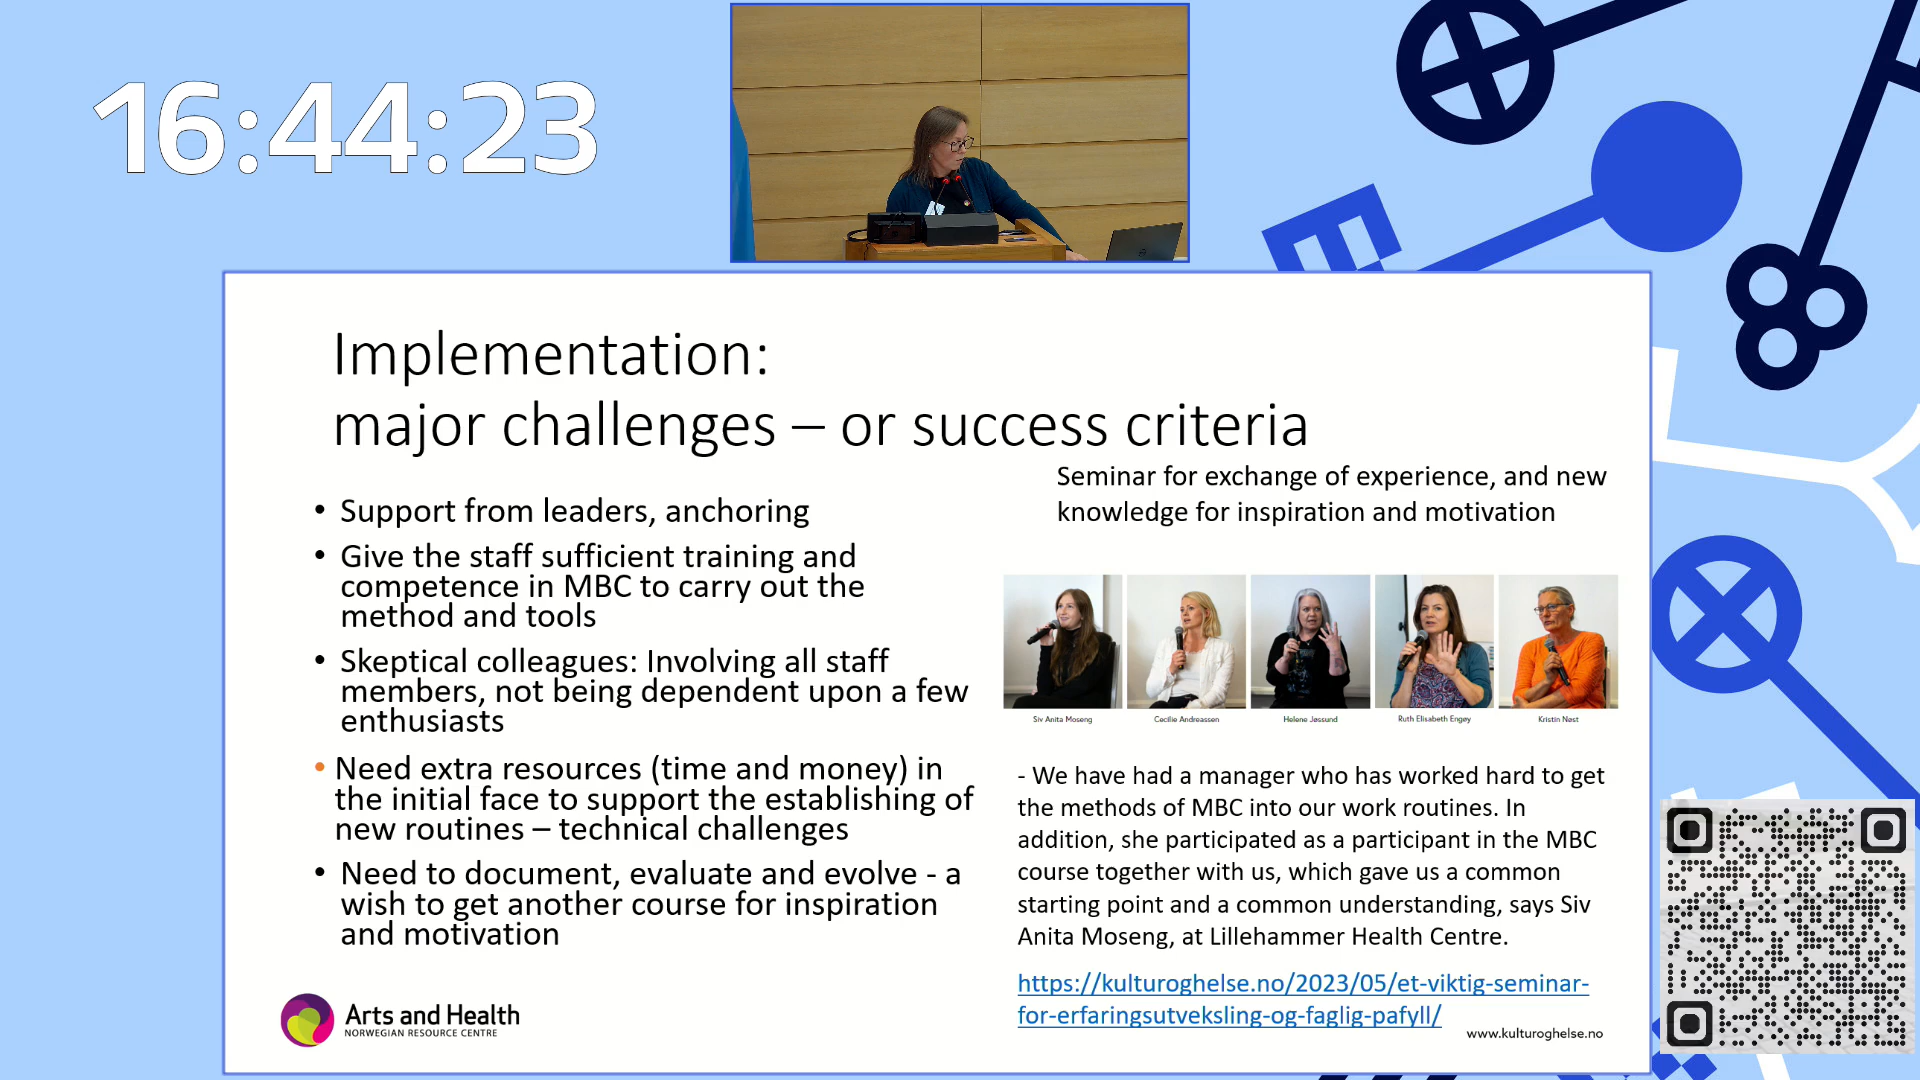 16:44:23
Implementation:
major challenges – or success criteria
Seminar for exchange of experience, and new
knowledge for inspiration and motivation
• Support from leaders, anchoring
• Give the staff sufficient training and
competence in MBC to carry out the
method and tools
• Skeptical colleagues: Involving all staff
members, not being dependent upon a few
enthusiasts
• Need extra resources (time and money) in
the initial face to support the establishing of
new routines – technical challenges
• Need to document, evaluate and evolve - a
wish to get another course for inspiration
and motivation
Siv Anita Moseng
Cecilie Andreassen
Helene Jøssund
Ruth Elisabeth Engøy
Kristin Nøst
- We have had a manager who has worked hard to get
the methods of MBC into our work routines. In
addition, she participated as a participant in the MBC
course together with us, which gave us a common
starting point and a common understanding, says Siv
Anita Moseng, at Lillehammer Health Centre.
https://kulturoghelse.no/2023/05/et-viktig-seminar-
for-erfaringsutveksling-og-faglig-pafyll/
Arts and Health
NORWEGIAN RESOURCE CENTRE
www.kulturoghelse.no